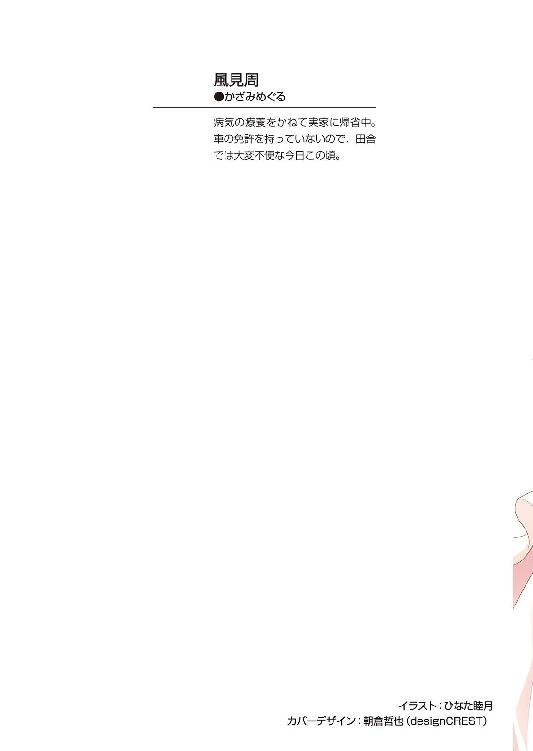 風見周
●かざみめぐる
病気の療養をかねて実家に帰省中。
車の免許を持っていないので、田舎
では大変不便な今日この頃。
イラスト：ひなた睦月
カバーデザイン：朝倉哲也（designCREST）